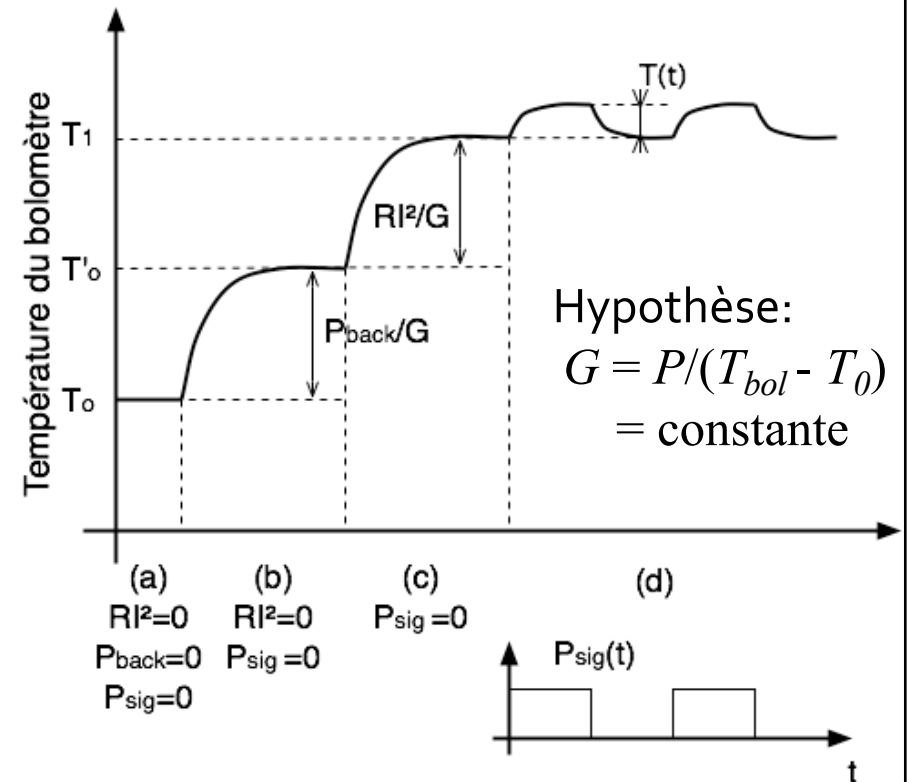 Température du bolomètre
T1
T'o
To
T(t)
RI²/G
Pback/G
Hypothèse:
G = P/(Tbol - T0)
= constante
(a) (b) (c) (d)
RI²=0 RI²=0 Psig =0
Pback=0 Psig =0
Psig=0
Psig(t)
t